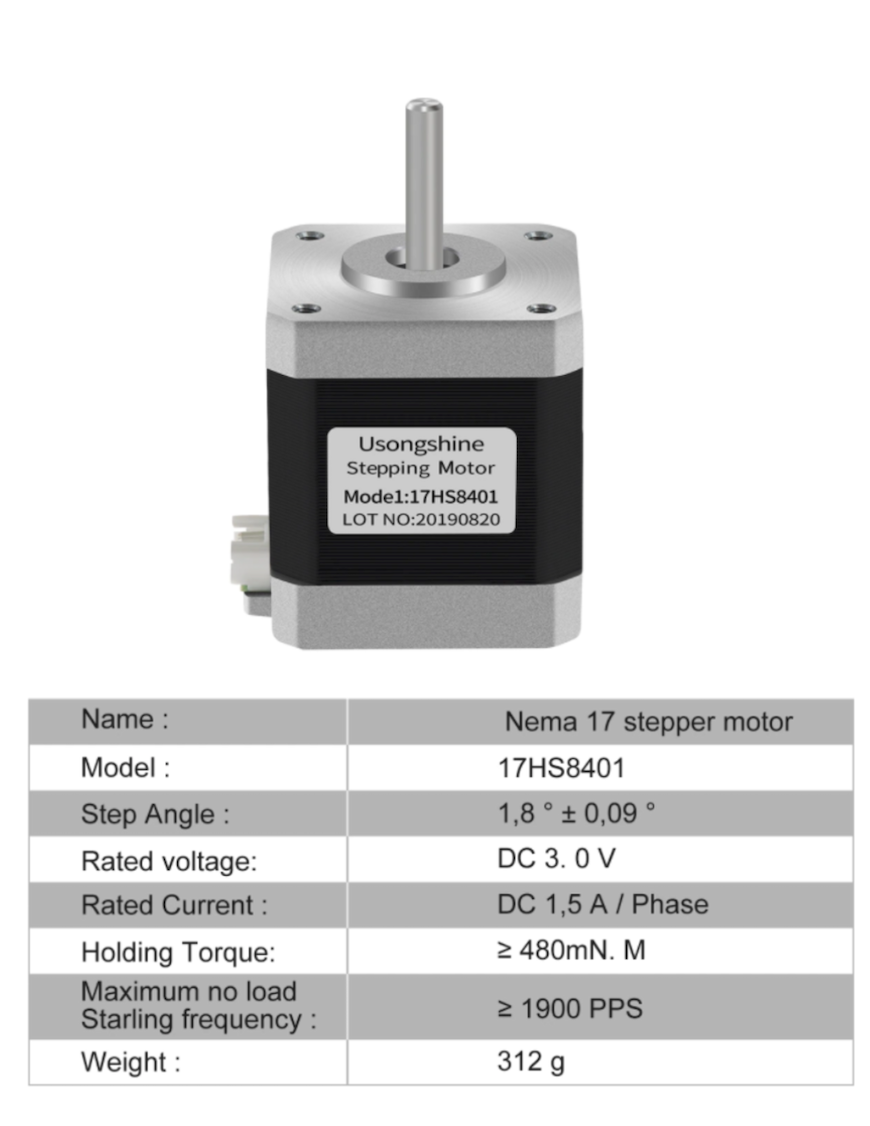 Usongshine
Stepping Motor
Mode1:17HS8401
LOT NO:20190820
Name : Nema 17 stepper motor
Model : 17HS8401
Step Angle : 1,8 ° ± 0,09 °
Rated voltage: DC 3. 0 V
Rated Current : DC 1,5 A / Phase
Holding Torque: ≥ 480mN. M
Maximum no load
Starling frequency : ≥ 1900 PPS
Weight : 312 g